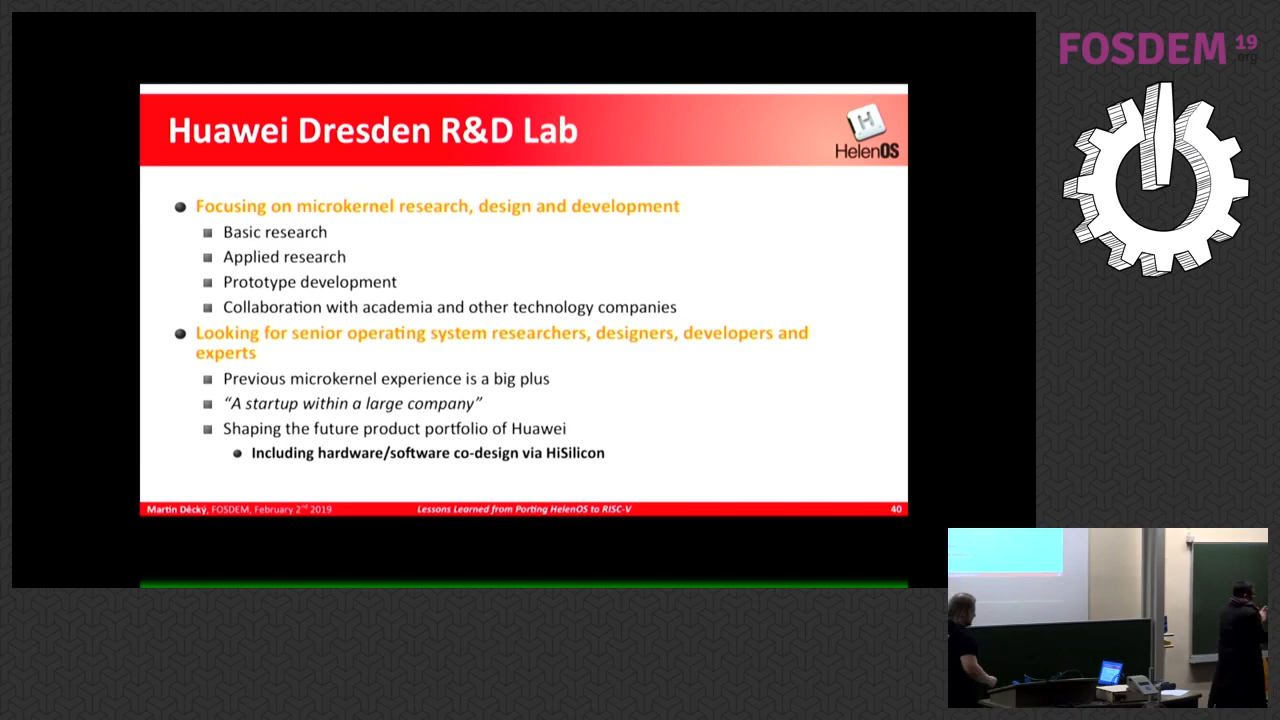 FOSDEM 19
.org
Huawei Dresden R&D Lab
H
HelenOS
Focusing on microkernel research, design and development
Basic research
Applied research
Prototype development
Collaboration with academia and other technology companies
Looking for senior operating system researchers, designers, developers and
experts
Previous microkernel experience is a big plus
“A startup within a large company”
Shaping the future product portfolio of Huawei
Including hardware/software co-design via HiSilicon
Martin Děcký, FOSDEM, February 2nd 2019
Lessons Learned from Porting HelenOS to RISC-V
40